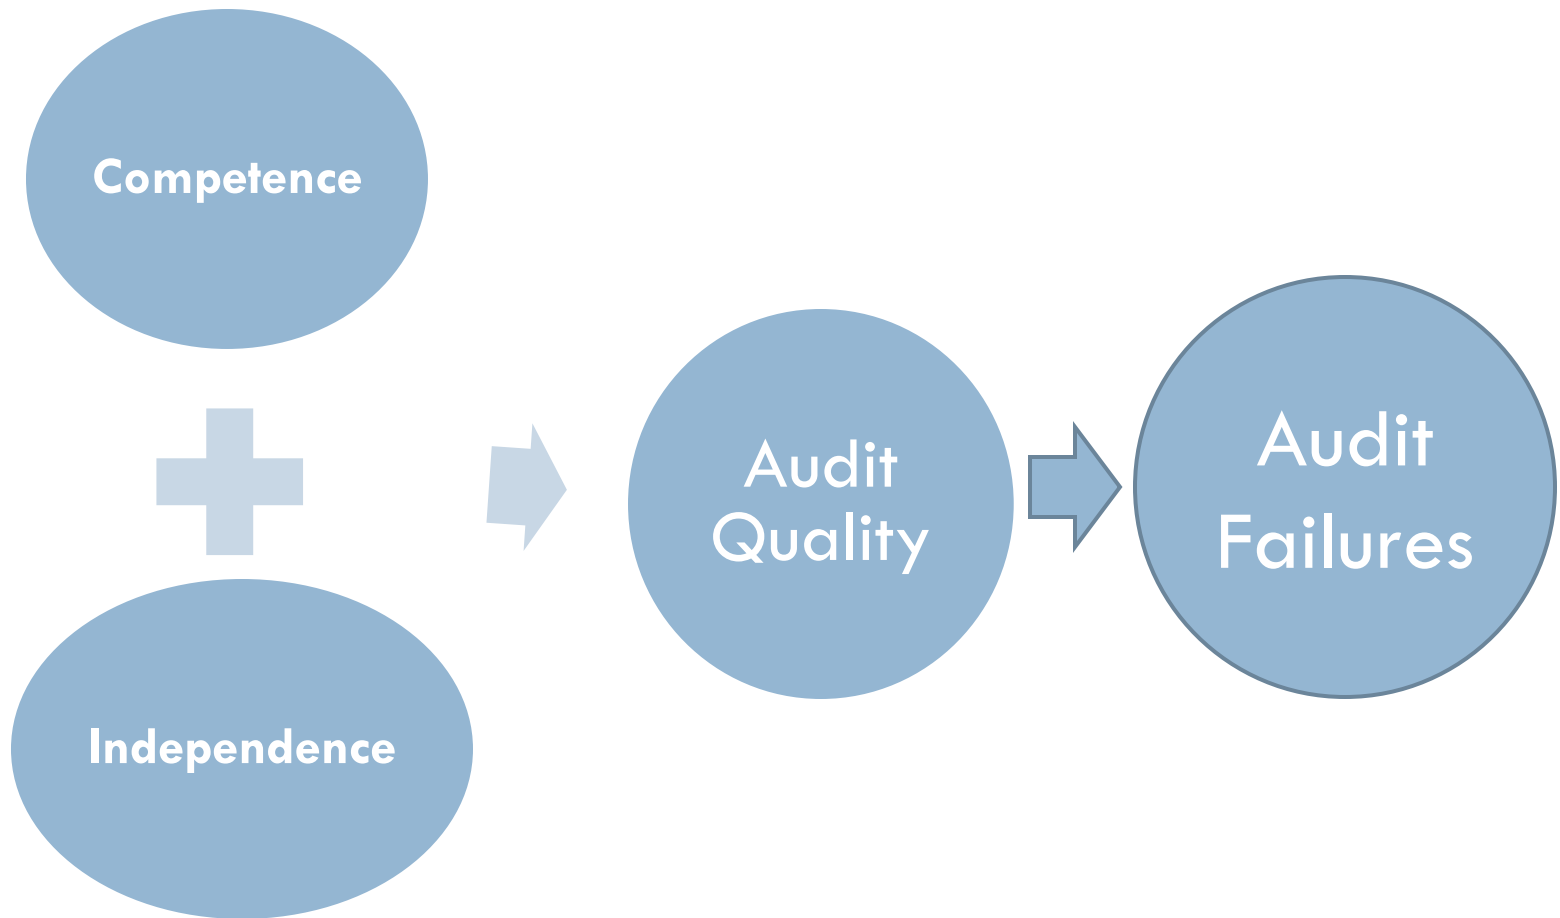 Competence
Independence
Audit
Quality
Audit
Failures